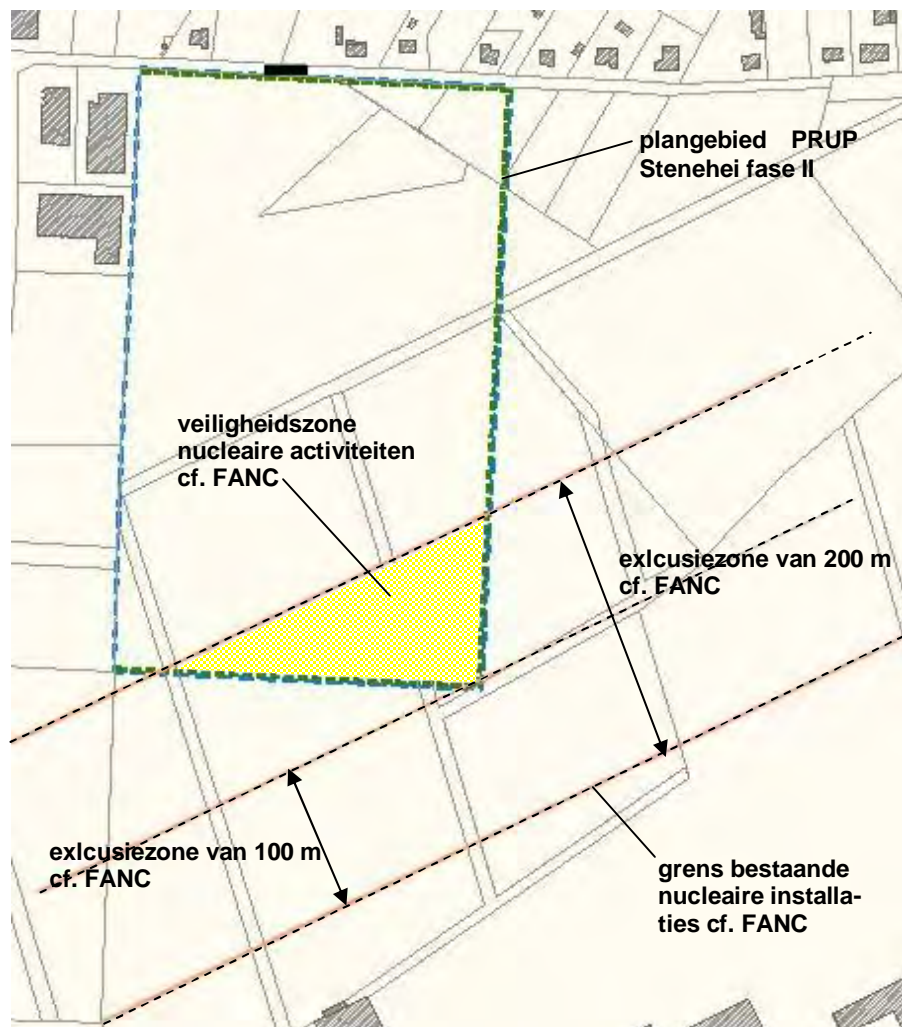 plangebied PRUP
Stenehei fase II
veiligheidszone
nucleaire activiteiten
cf. FANC
exlcusiezone van 200 m
cf. FANC
exlcusiezone van 100 m
cf. FANC
grens bestaande
nucleaire installa-
ties cf. FANC